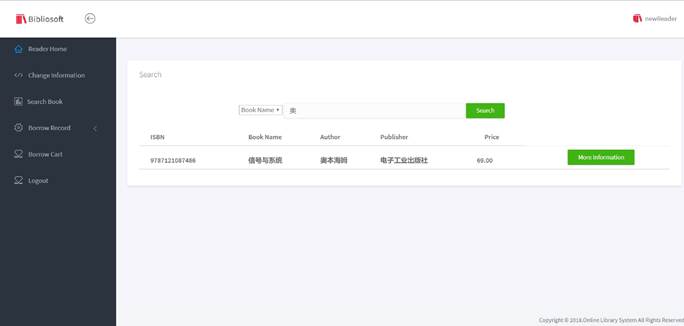 Bibliosoft
newReader
Reader Home
Change Information
Search Book
Borrow Record
Borrow Cart
Logout
Search
Book Name 奥 Search
ISBN Book Name Author Publisher Price
9787121087486 信号与系统 奥本海姆 电子工业出版社 69.00 More Information
Copyright © 2018.Online Library System All Rights Reserved